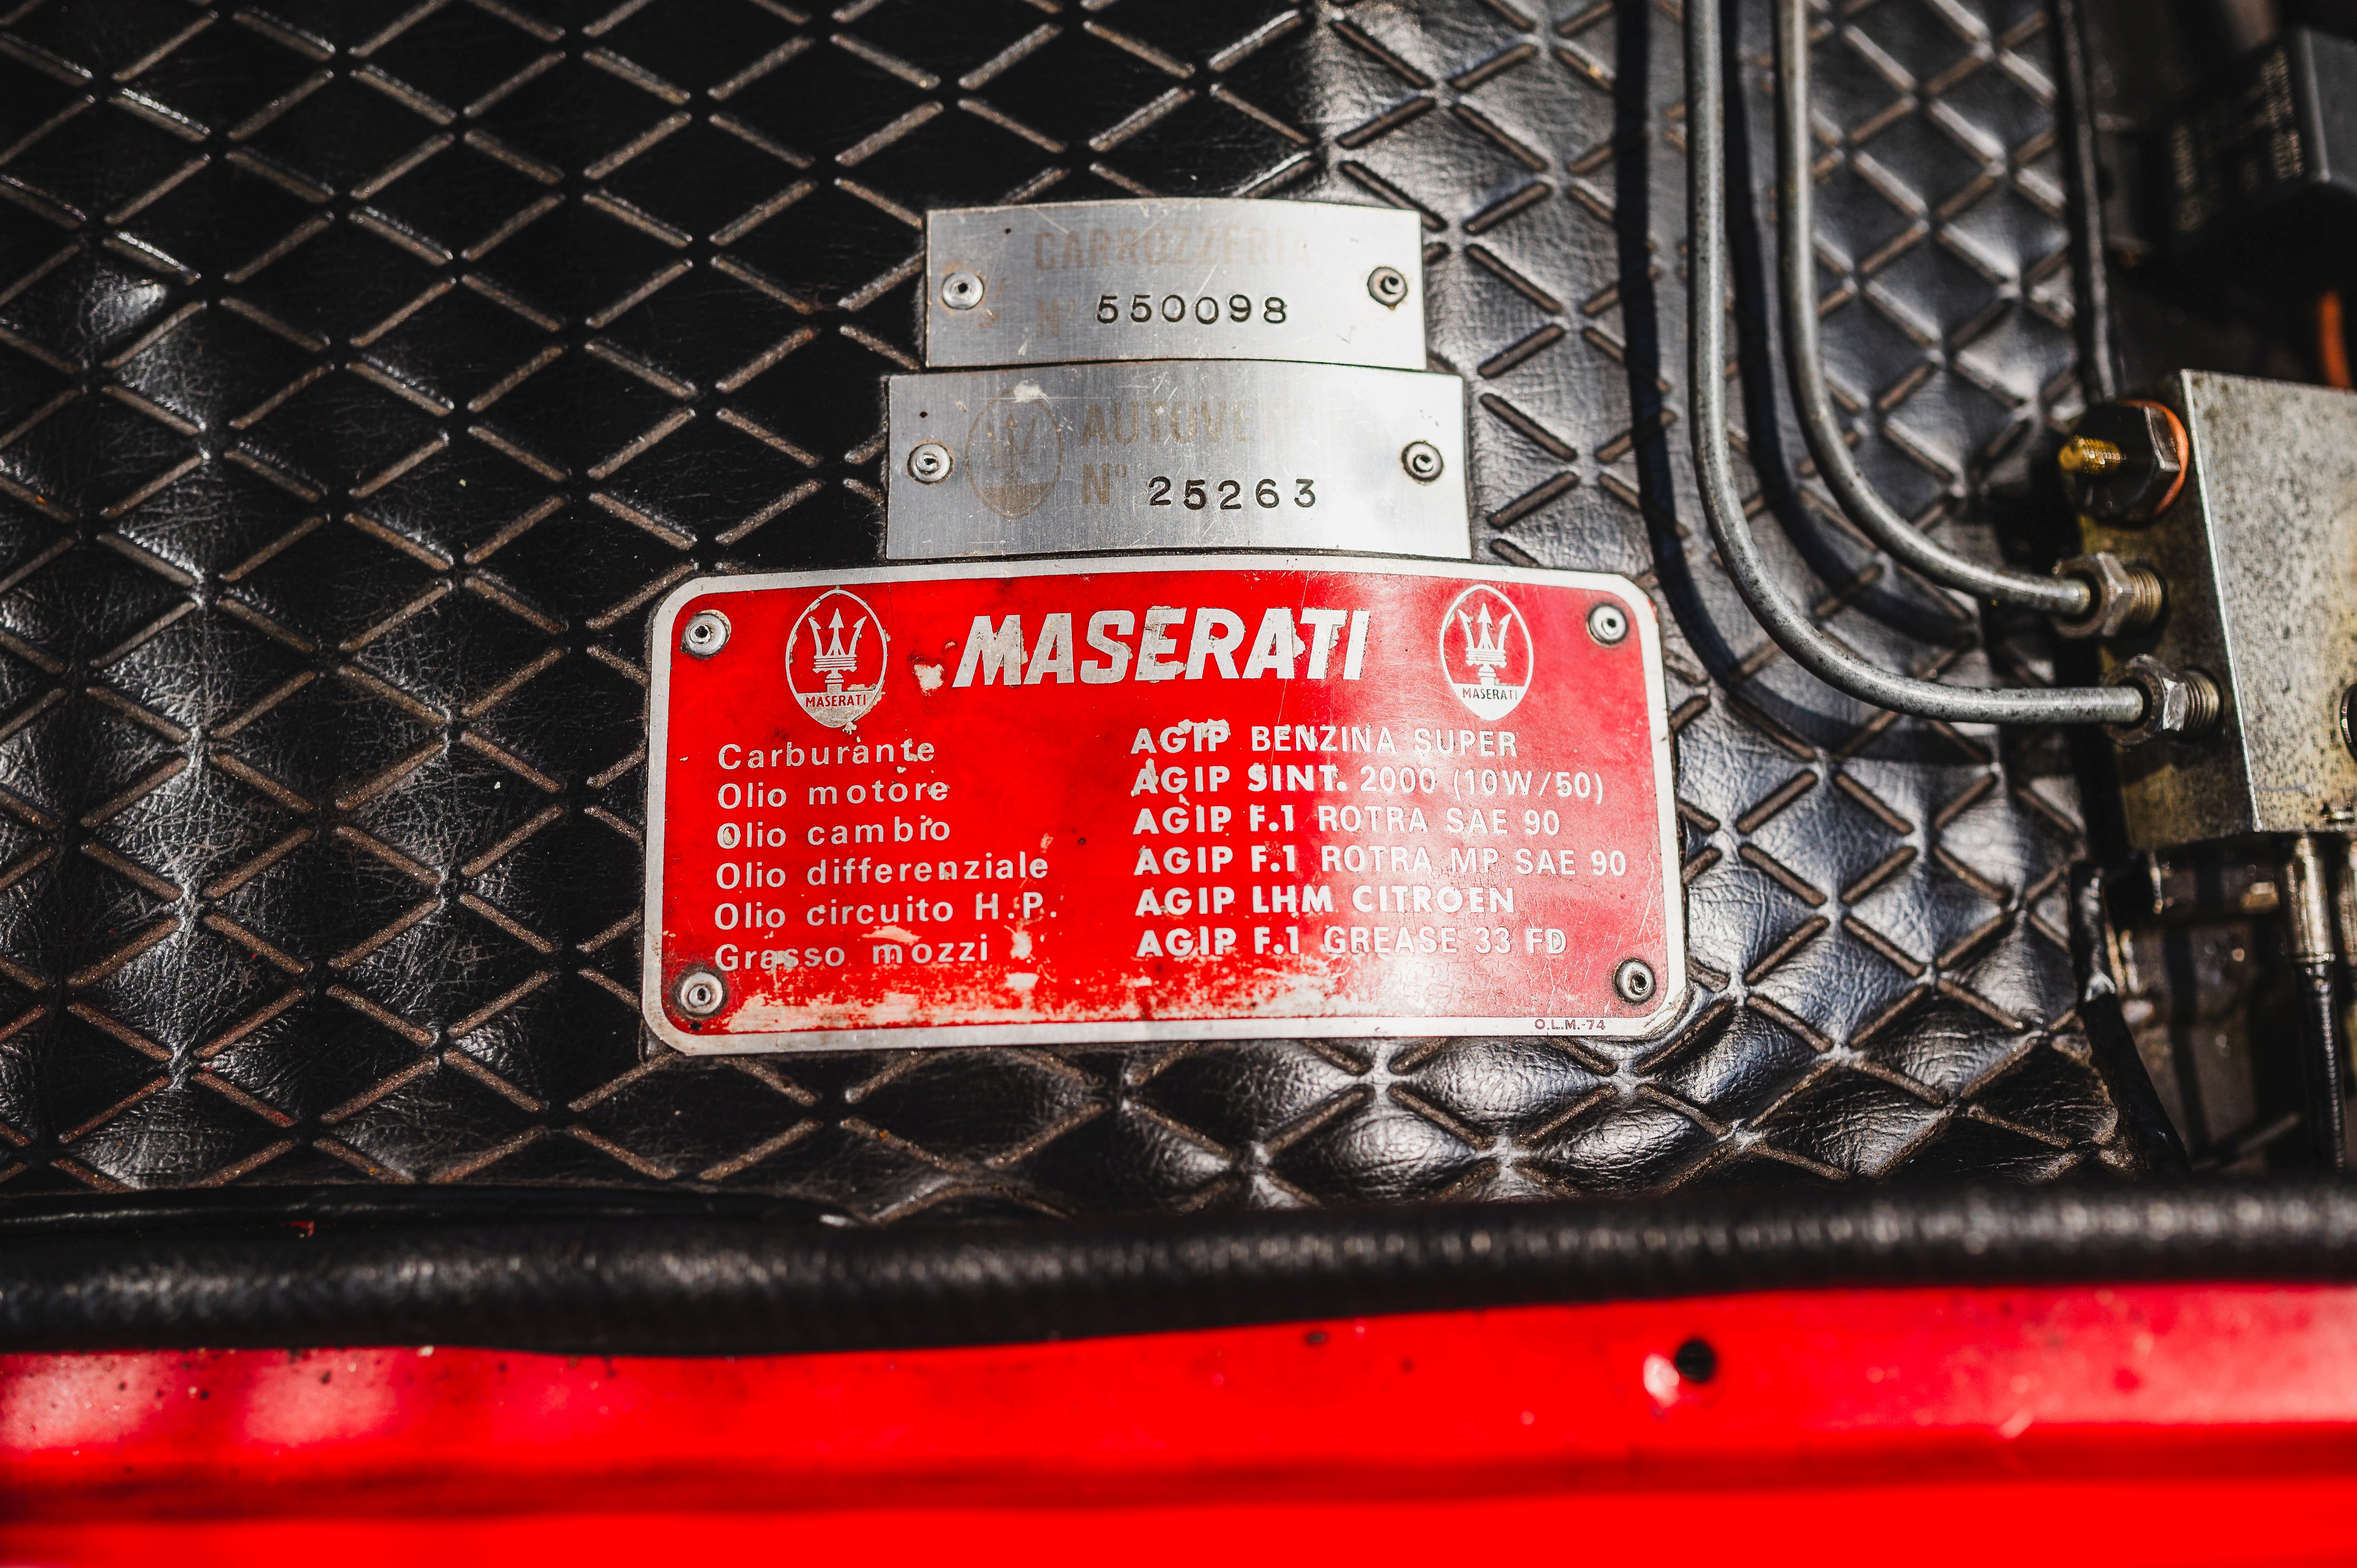 CARROZZERIA
N° 550098
N° 25263
MASERATI
MASERATI
MASERATI
Carburante AGIP BENZINA SUPER
Olio motore AGIP SINT. 2000 (10W/50)
Olio cambio AGIP F.1 ROTRA SAE 90
Olio differenziale AGIP F.1 ROTRA MP SAE 90
Olio circuito H.P. AGIP LHM CITROEN
Grasso mozzi AGIP F.1 GREASE 33 FD
O.L.M.-74